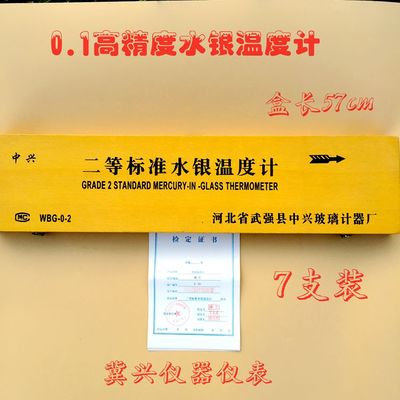 0.1高精度水银温度计
盒长57cm
中兴
二等标准水银温度计
GRADE 2 STANDARD MERCURY-IN -GLASS THERMOMETER
MC WBG-0-2
河北省武强县中兴玻璃计器厂
检定证书
7支装
冀兴仪器仪表